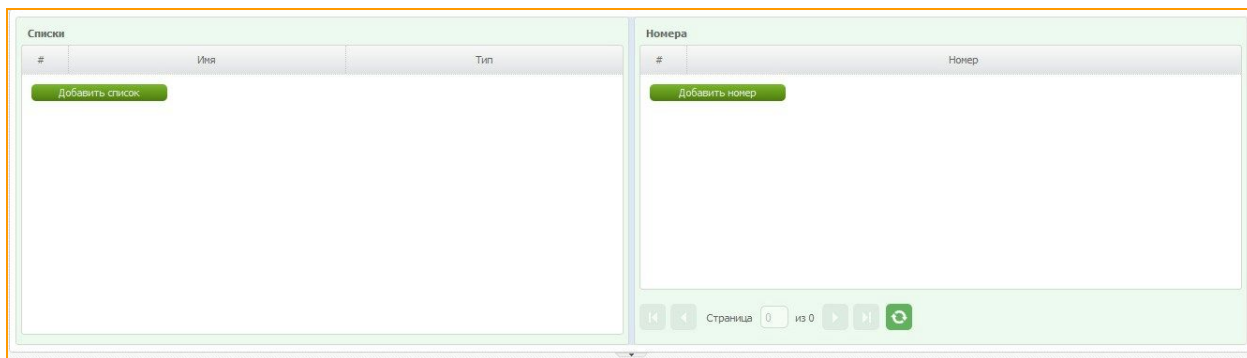 Списки
# Имя Тип
Добавить список
Номера
# Номер
Добавить номер
Страница 0 из 0